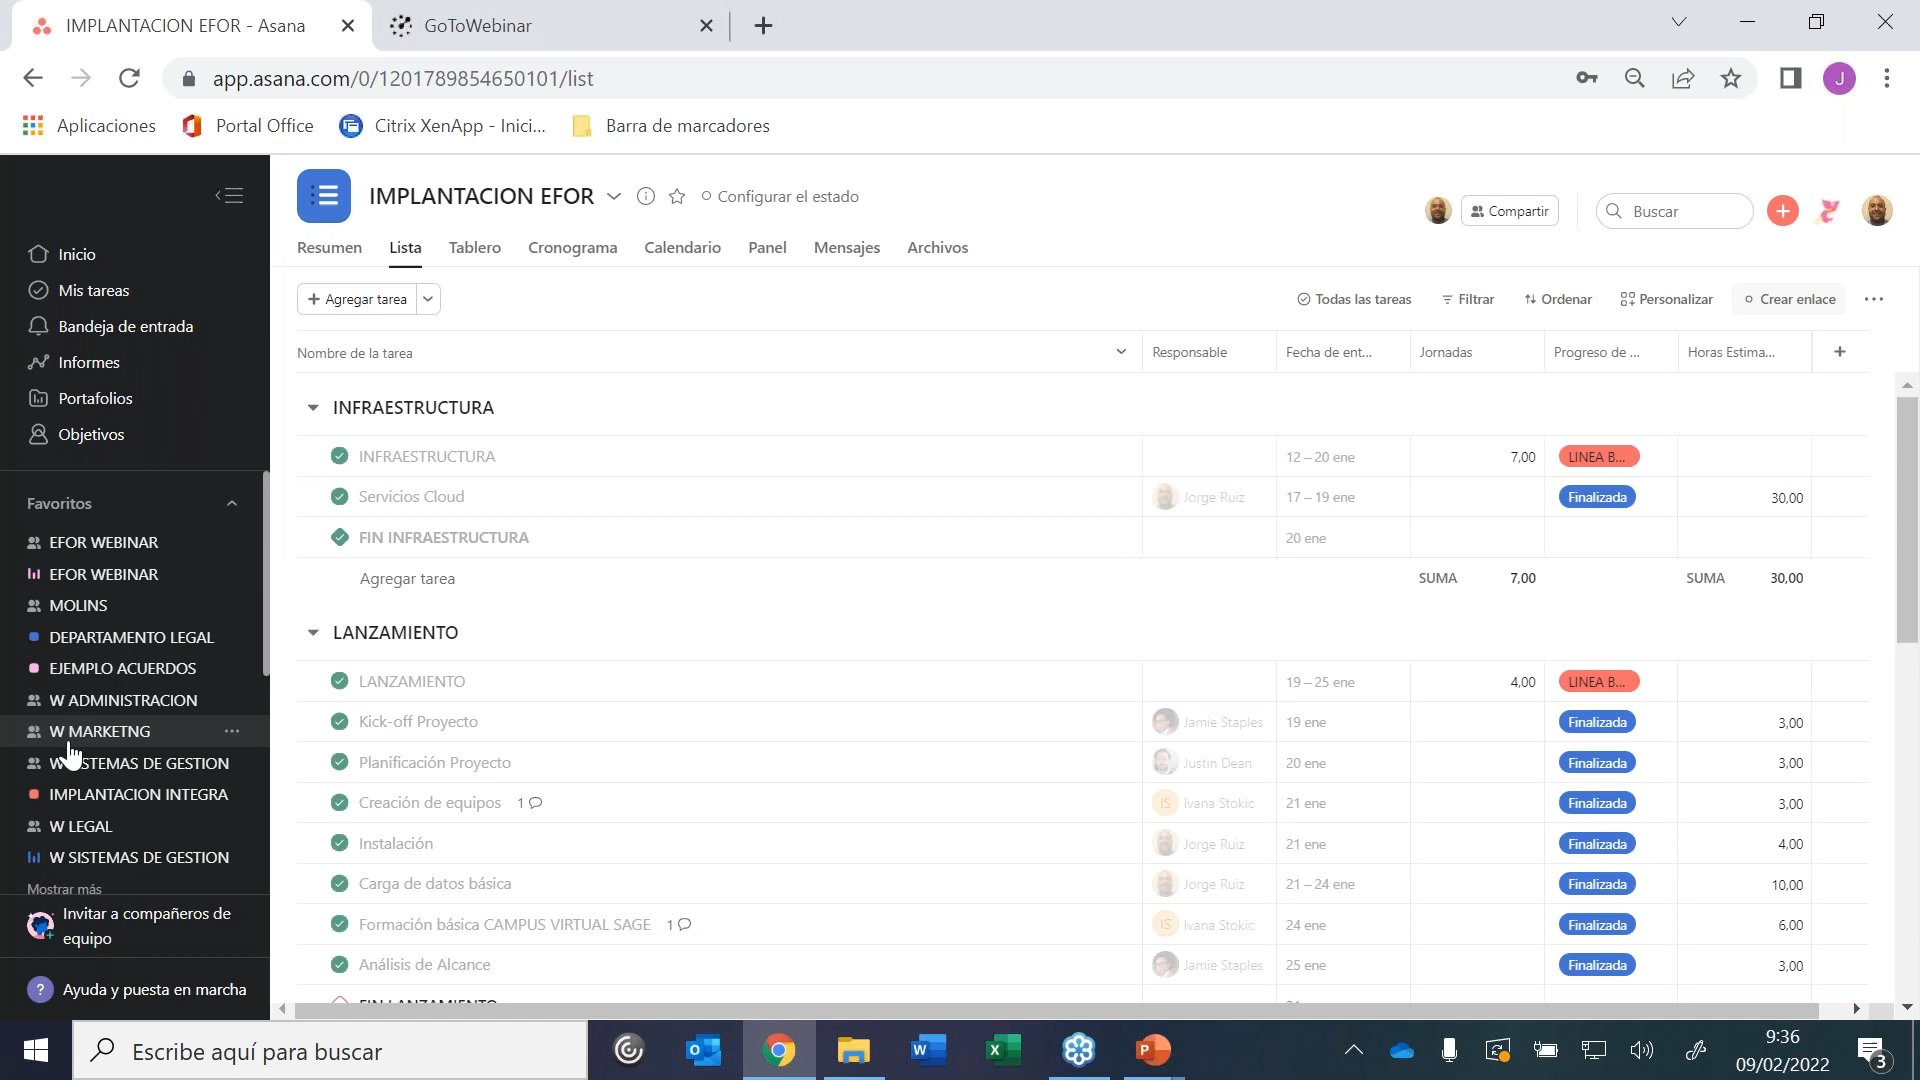 IMPLANTACION EFOR - Asana
GoToWebinar
app.asana.com/0/1201789854650101/list
J
Aplicaciones
Portal Office
Citrix XenApp - Inici...
Barra de marcadores
IMPLANTACION EFOR
Configurar el estado
Compartir
Buscar
Resumen
Lista
Tablero
Cronograma
Calendario
Panel
Mensajes
Archivos
Inicio
Mis tareas
Bandeja de entrada
Informes
Portafolios
Objetivos
Favoritos
EFOR WEBINAR
EFOR WEBINAR
MOLINS
DEPARTAMENTO LEGAL
EJEMPLO ACUERDOS
W ADMINISTRACION
W MARKETNG
STEMAS DE GESTION
IMPLANTACION INTEGRA
W LEGAL
W SISTEMAS DE GESTION
Mostrar más
Invitar a compañeros de
equipo
? Ayuda y puesta en marcha
Agregar tarea
Todas las tareas
Filtrar
Ordenar
Personalizar
Crear enlace
Nombre de la tarea Responsable Fecha de ent... Jornadas Progreso de ... Horas Estima...
INFRAESTRUCTURA
INFRAESTRUCTURA 12 – 20 ene 7,00 LINEA B...
Servicios Cloud Jorge Ruiz 17 – 19 ene Finalizada 30,00
FIN INFRAESTRUCTURA 20 ene
Agregar tarea SUMA 7,00 SUMA 30,00
LANZAMIENTO
LANZAMIENTO 19 – 25 ene 4,00 LINEA B...
Kick-off Proyecto Jamie Staples 19 ene Finalizada 3,00
Planificación Proyecto Justin Dean 20 ene Finalizada 3,00
Creación de equipos 1 IS Ivana Stokic 21 ene Finalizada 3,00
Instalación Jorge Ruiz 21 ene Finalizada 4,00
Carga de datos básica Jorge Ruiz 21 – 24 ene Finalizada 10,00
Formación básica CAMPUS VIRTUAL SAGE 1 IS Ivana Stokic 24 ene Finalizada 6,00
Análisis de Alcance Jamie Staples 25 ene Finalizada 3,00
FIN LANZAMIENTO
Escribe aquí para buscar
9:36
09/02/2022
3